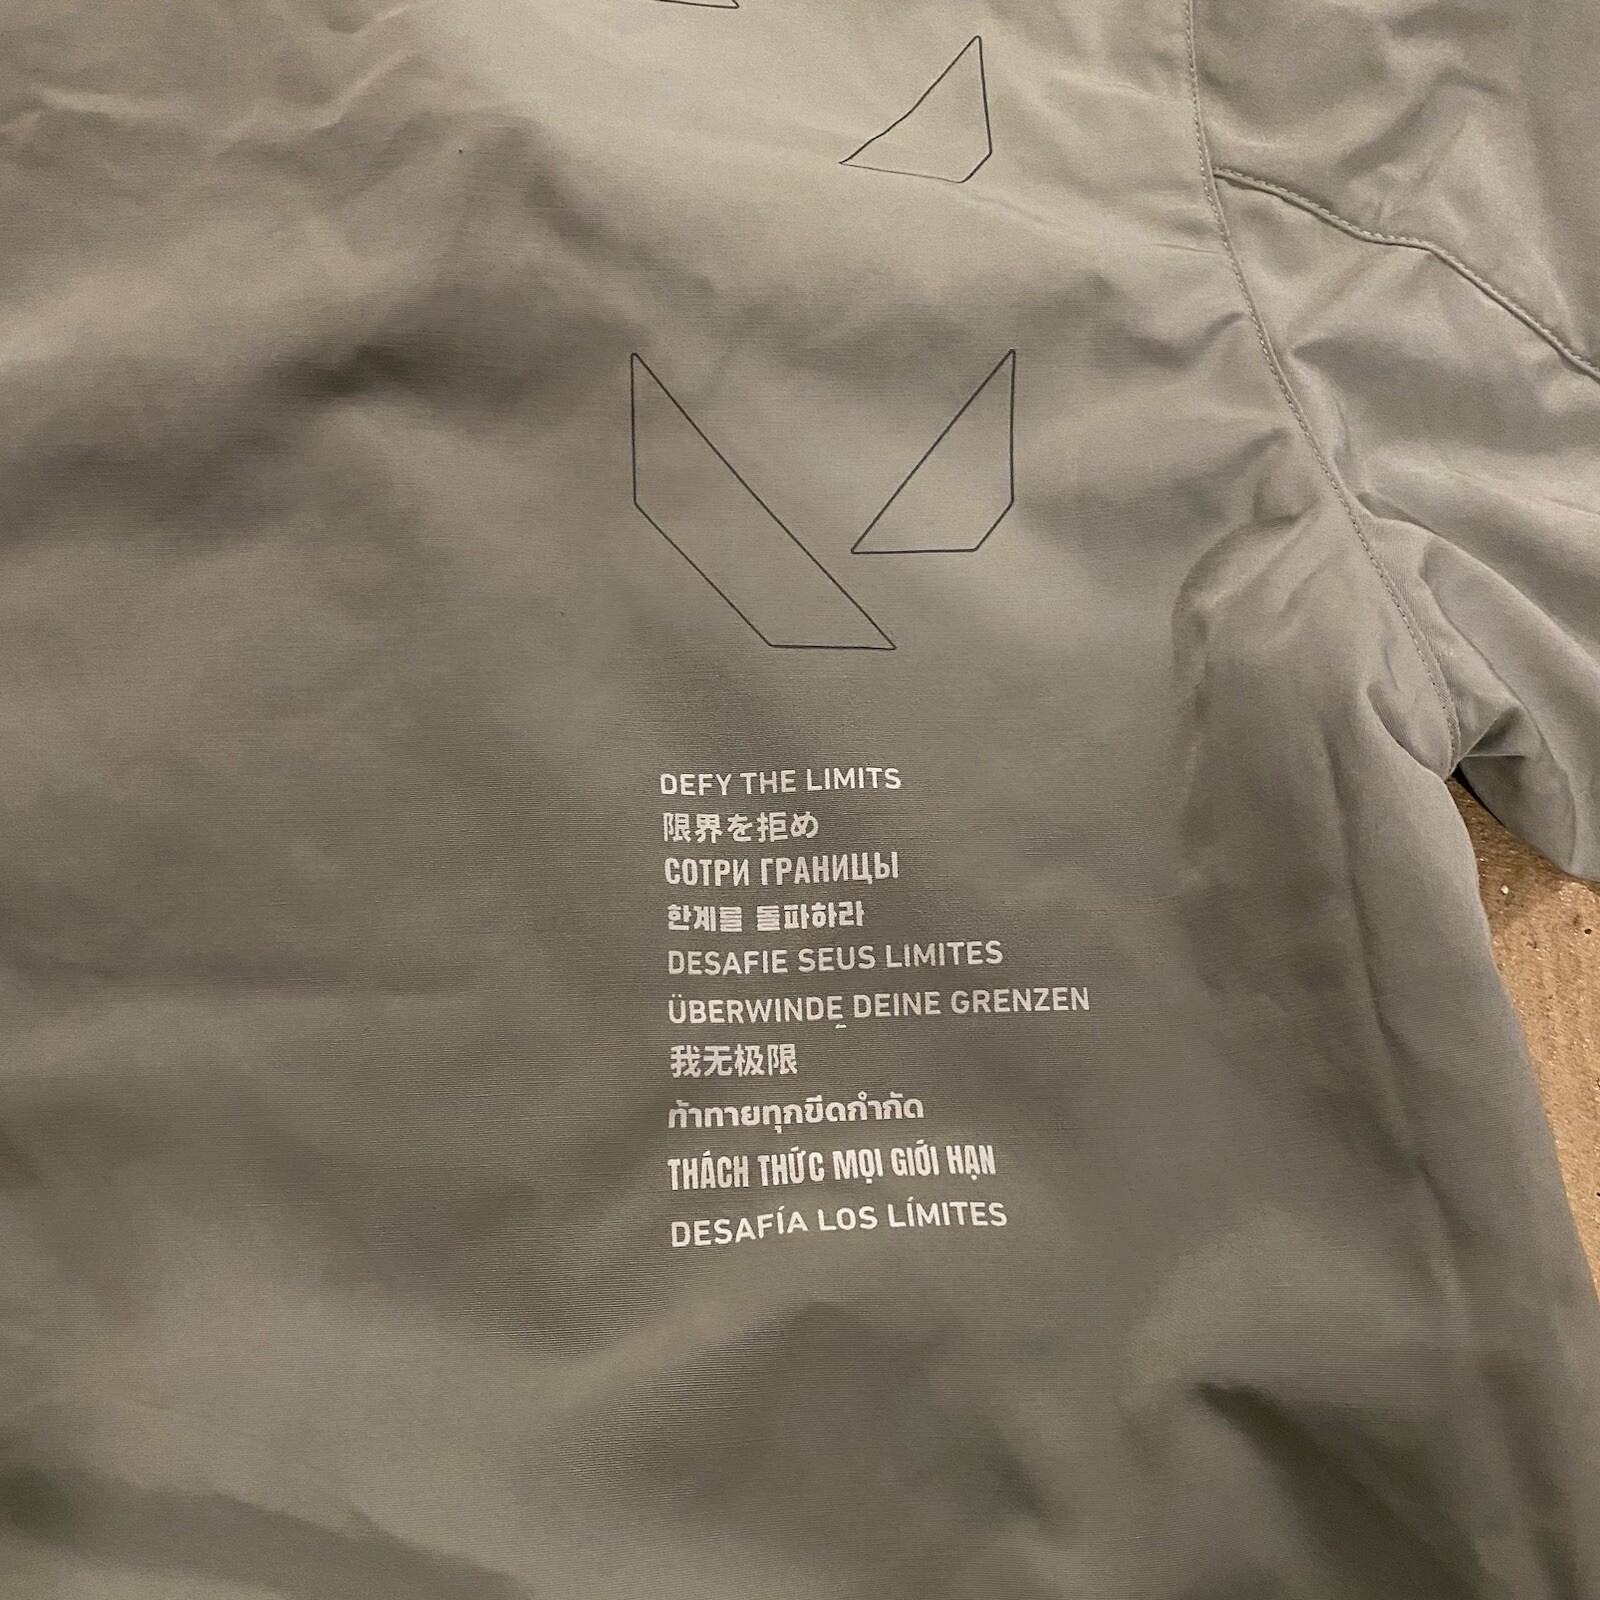 DEFY THE LIMITS
限界を拒め
СОТРИ ГРАНИЦЫ
한계를 돌파하라
DESAFIE SEUS LIMITES
ÜBERWINDE DEINE GRENZEN
我无极限
ท้าทายทุกขีดกำกัด
THÁCH THỨC MỌI GIỚI HẠN
DESAFÍA LOS LÍMITES